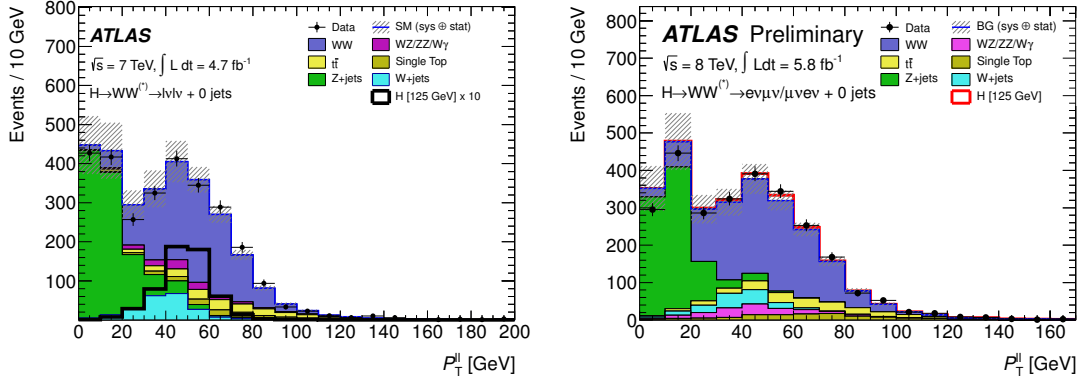 Events / 10 GeV
800
700
600
500
400
300
200
100
0 20 40 60 80 100 120 140 160 180 200
P_T^ll [GeV]
ATLAS
√s = 7 TeV, ∫ L dt = 4.7 fb⁻¹
H→WW⁽*⁾→lνlν + 0 jets
Data
SM (sys ⊕ stat)
WW
WZ/ZZ/Wγ
tt̄
Single Top
Z+jets
W+jets
H [125 GeV] x 10
Events / 10 GeV
800
700
600
500
400
300
200
100
0
0 20 40 60 80 100 120 140 160
P_T^ll [GeV]
ATLAS Preliminary
√s = 8 TeV, ∫ Ldt = 5.8 fb⁻¹
H→WW⁽*⁾→eνμν/μνeν + 0 jets
Data
BG (sys ⊕ stat)
WW
WZ/ZZ/Wγ
tt̄
Single Top
Z+jets
W+jets
H [125 GeV]